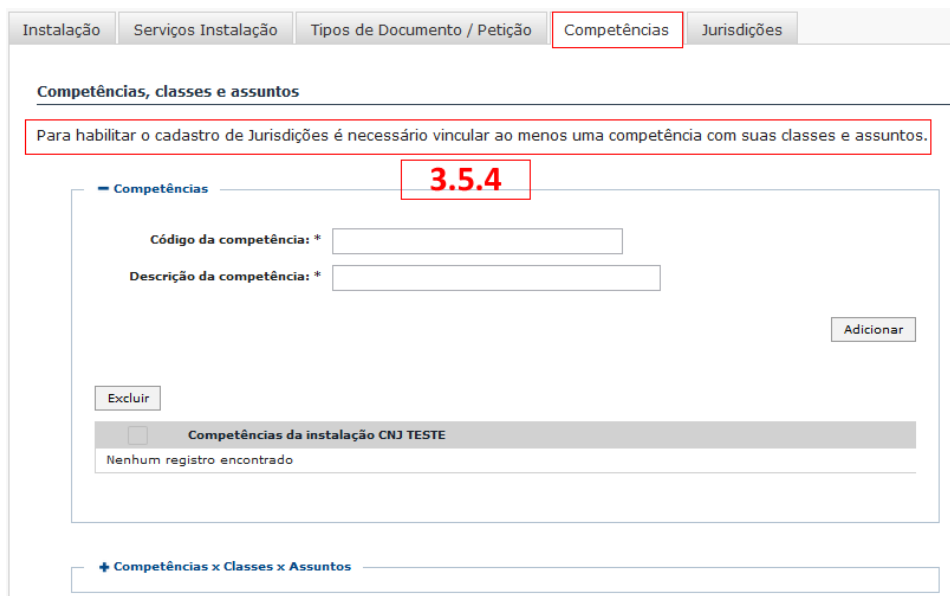 Instalação Serviços Instalação Tipos de Documento / Petição Competências Jurisdições
Competências, classes e assuntos
Para habilitar o cadastro de Jurisdições é necessário vincular ao menos uma competência com suas classes e assuntos.
3.5.4
Competências
Código da competência: *
Descrição da competência: *
Adicionar
Excluir
Competências da instalação CNJ TESTE
Nenhum registro encontrado
Competências x Classes x Assuntos